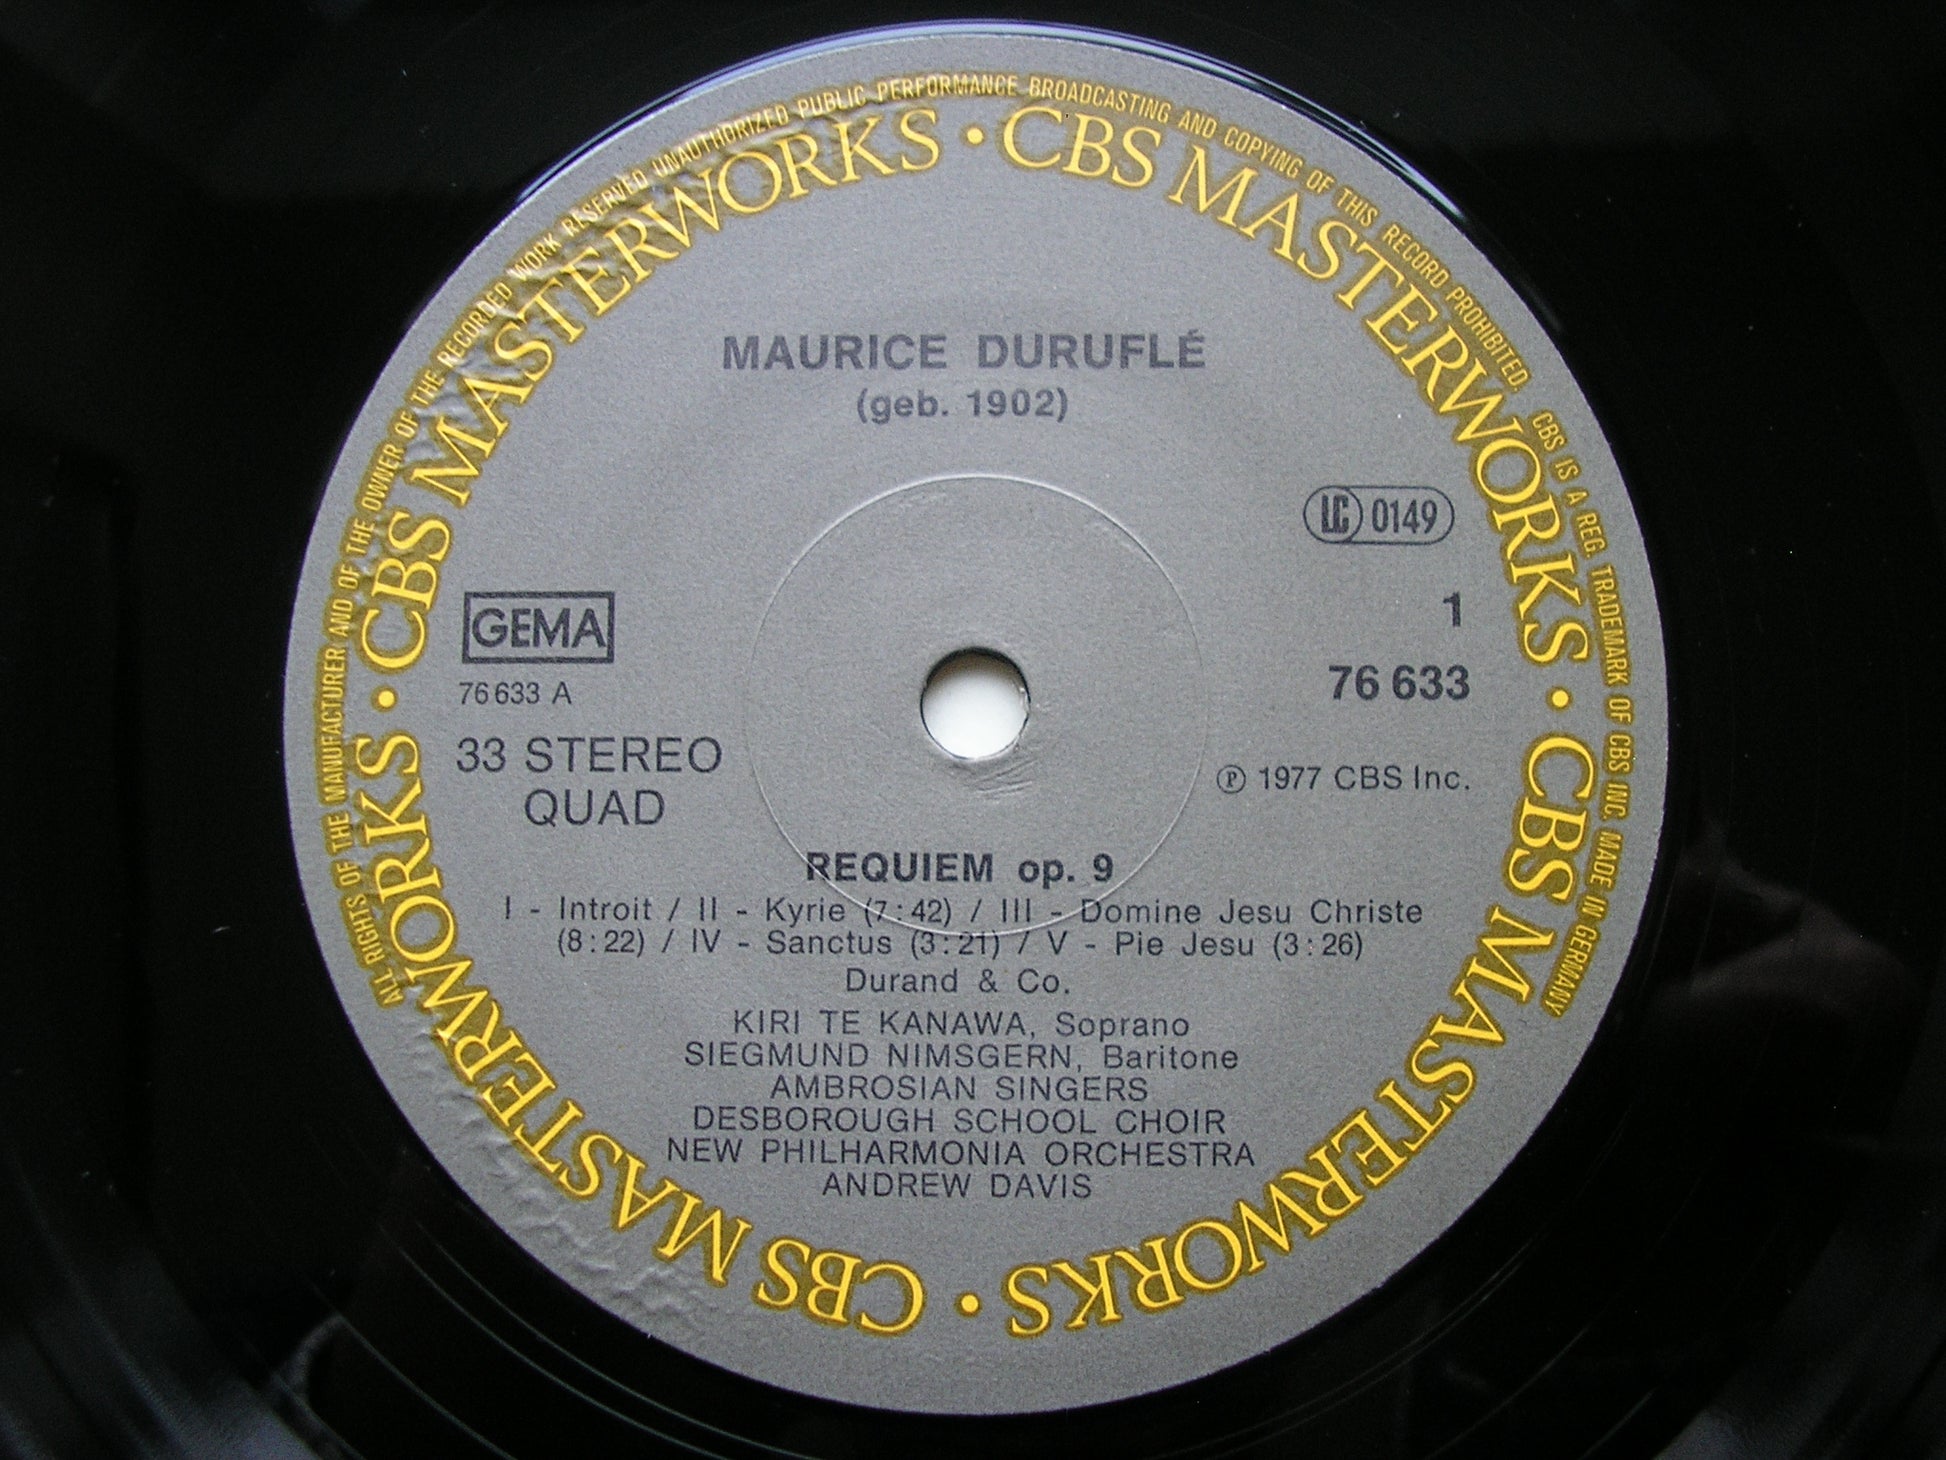 ALL RIGHTS OF THE MANUFACTURER AND OF THE OWNER OF THE RECORDED WORK RESERVED UNAUTHORIZED PUBLIC PERFORMANCE BROADCASTING AND COPYING OF THIS RECORD PROHIBITED.
CBS IS A REG. TRADEMARK OF CBS INC. MADE IN GERMANY
CBS MASTERWORKS • CBS MASTERWORKS • CBS MASTERWORKS • CBS MASTERWORKS •
MAURICE DURUFLÉ
(geb. 1902)
LC 0149
GEMA
1
76 633 A
76 633
33 STEREO
QUAD
℗ 1977 CBS Inc.
REQUIEM op. 9
I - Introit / II - Kyrie (7:42) / III - Domine Jesu Christe
(8:22) / IV - Sanctus (3:21) / V - Pie Jesu (3:26)
Durand & Co.
KIRI TE KANAWA, Soprano
SIEGMUND NIMSGERN, Baritone
AMBROSIAN SINGERS
DESBOROUGH SCHOOL CHOIR
NEW PHILHARMONIA ORCHESTRA
ANDREW DAVIS